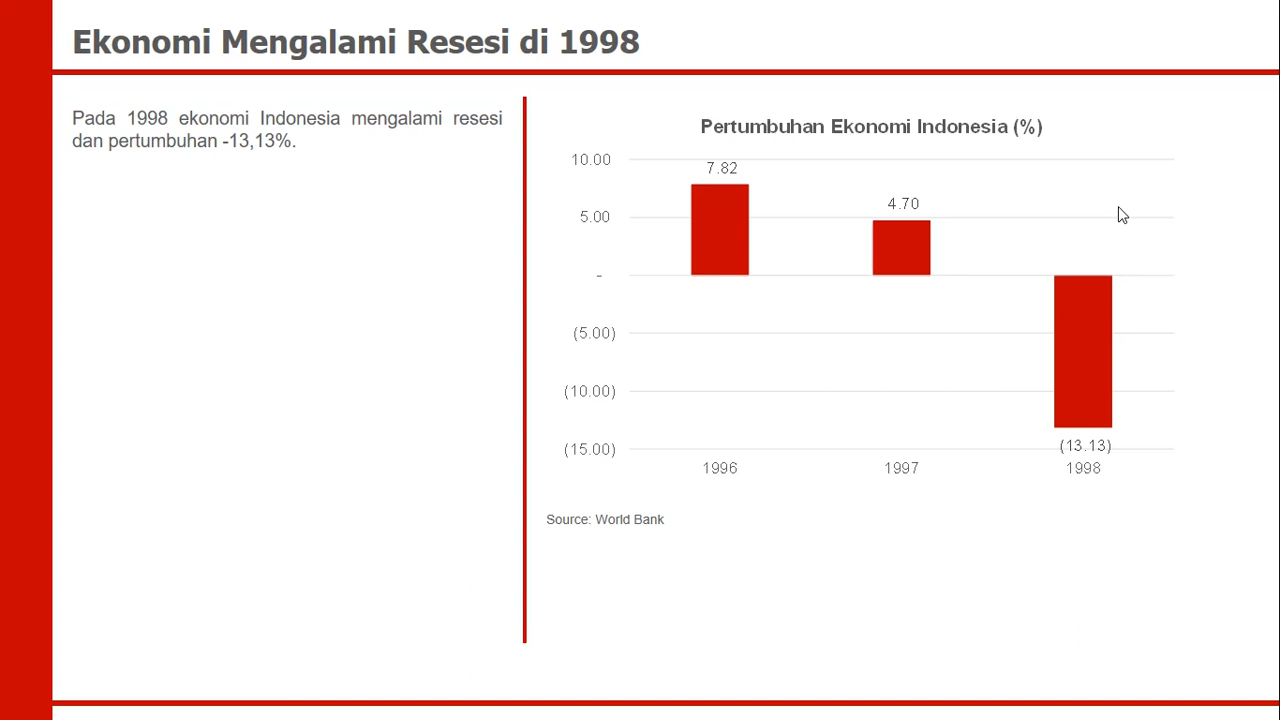 Ekonomi Mengalami Resesi di 1998
Pada 1998 ekonomi Indonesia mengalami resesi
dan pertumbuhan -13,13%.
Pertumbuhan Ekonomi Indonesia (%)
10.00
7.82
5.00
4.70
-
(5.00)
(10.00)
(15.00)
(13.13)
1996 1997 1998
Source: World Bank